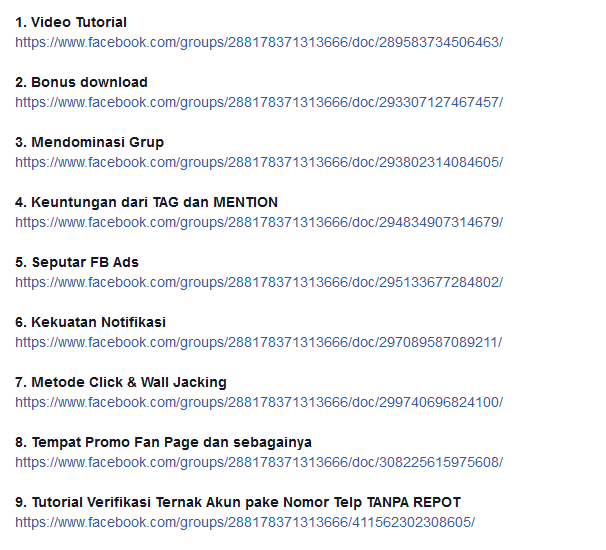 1. Video Tutorial
https://www.facebook.com/groups/288178371313666/doc/289583734506463/
2. Bonus download
https://www.facebook.com/groups/288178371313666/doc/293307127467457/
3. Mendominasi Grup
https://www.facebook.com/groups/288178371313666/doc/293802314084605/
4. Keuntungan dari TAG dan MENTION
https://www.facebook.com/groups/288178371313666/doc/294834907314679/
5. Seputar FB Ads
https://www.facebook.com/groups/288178371313666/doc/295133677284802/
6. Kekuatan Notifikasi
https://www.facebook.com/groups/288178371313666/doc/297089587089211/
7. Metode Click & Wall Jacking
https://www.facebook.com/groups/288178371313666/doc/299740696824100/
8. Tempat Promo Fan Page dan sebagainya
https://www.facebook.com/groups/288178371313666/doc/308225615975608/
9. Tutorial Verifikasi Ternak Akun pake Nomor Telp TANPA REPOT
https://www.facebook.com/groups/288178371313666/411562302308605/